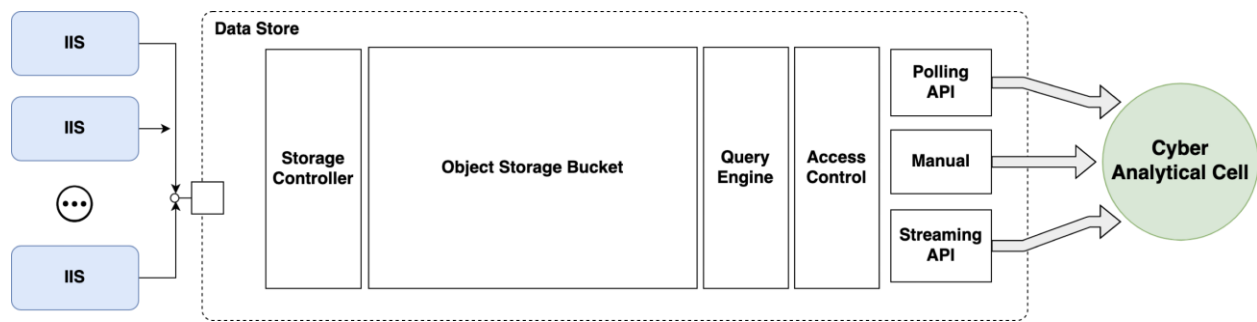 IIS
IIS
IIS
Data Store
Storage
Controller
Object Storage Bucket
Query
Engine
Access
Control
Polling
API
Manual
Streaming
API
Cyber
Analytical Cell